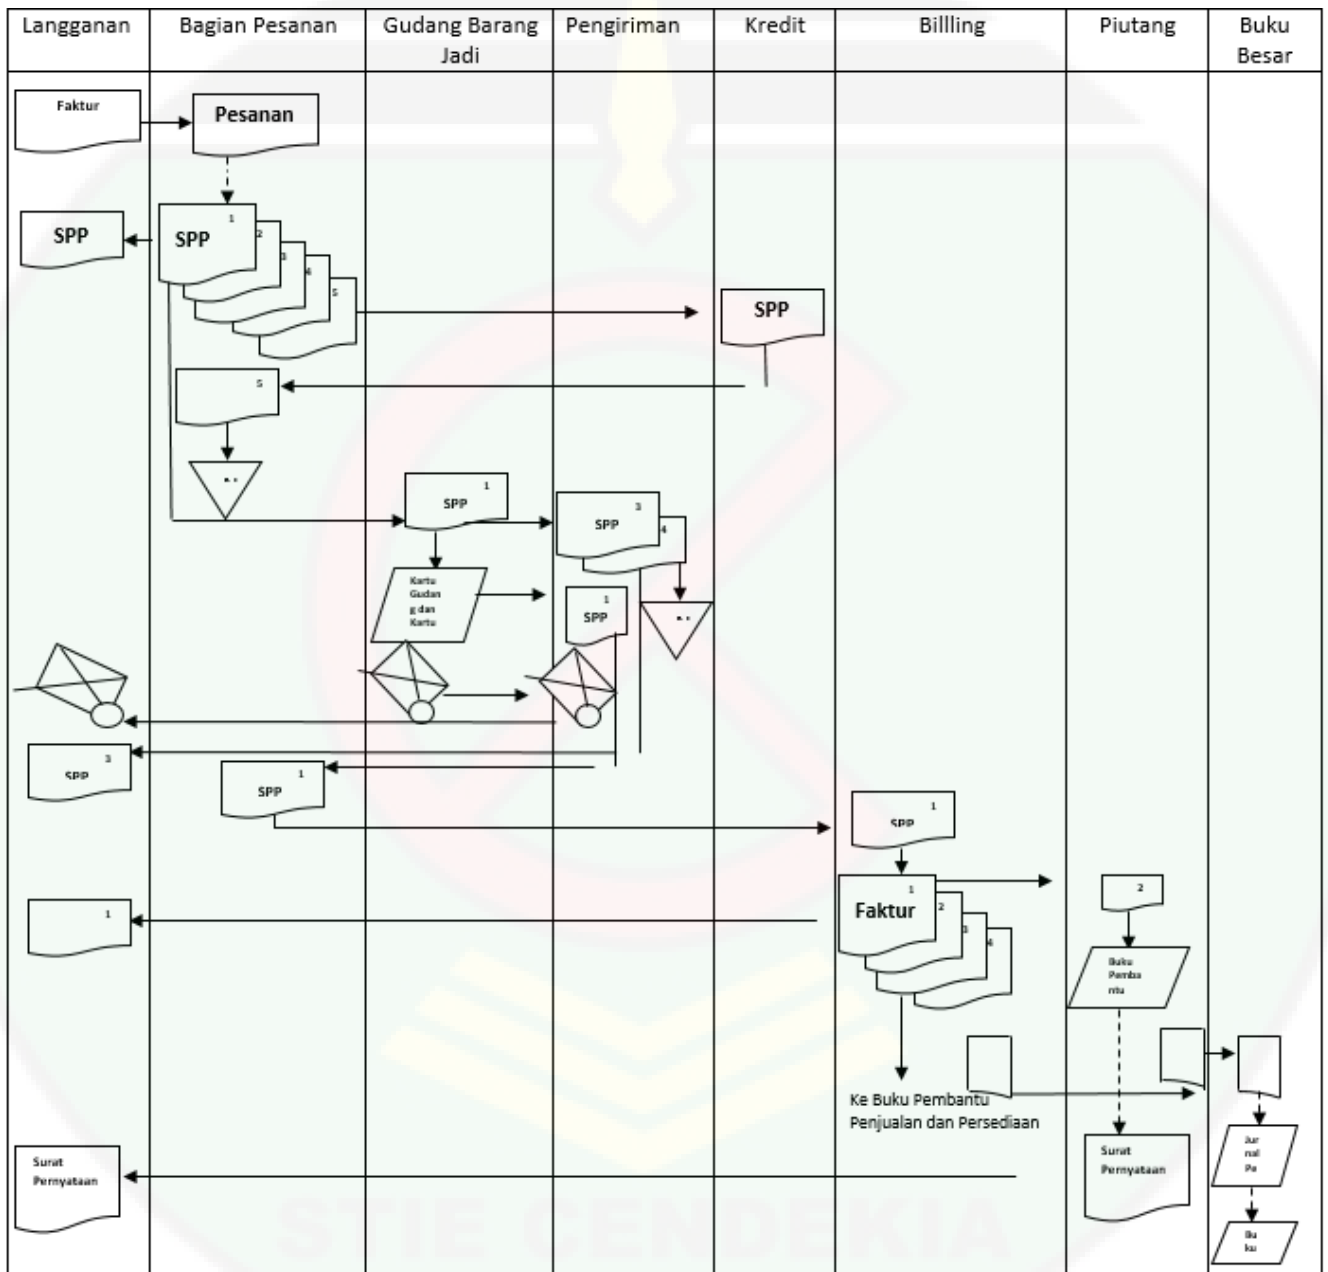 Langganan
Bagian Pesanan
Gudang Barang
Jadi
Pengiriman
Kredit
Billling
Piutang
Buku
Besar
Faktur
Pesanan
SPP
SPP
1
2
3
4
5
SPP
5
SPP
1
SPP
3
4
Kartu
Gudan
g dan
Kartu
SPP
1
SPP
3
SPP
1
SPP
1
Faktur
1
2
3
4
2
1
Buku
Pemba
ntu
Ke Buku Pembantu
Penjualan dan Persediaan
Surat
Pernyataan
Surat
Pernyataan
Jur
nal
Pe
Bu
ku
STIE CENDEKIA